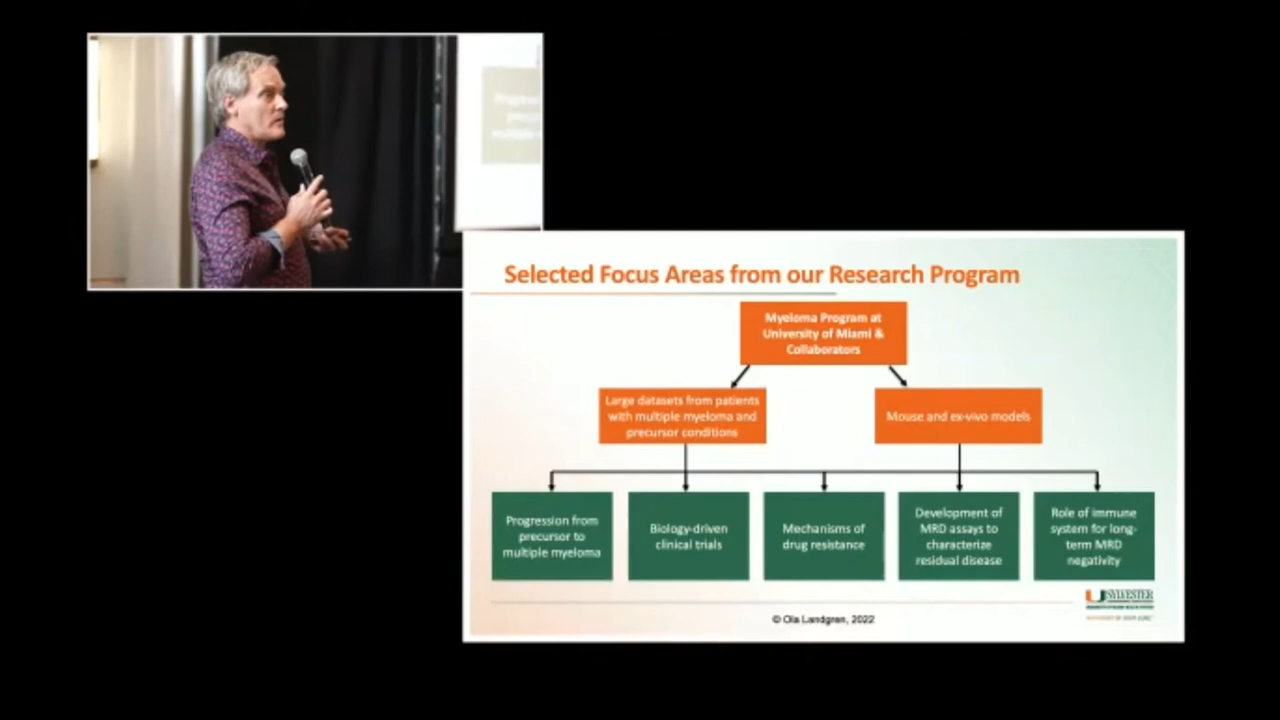 Selected Focus Areas from our Research Program
Myeloma Program at
University of Miami &
Collaborators
Large datasets from patients
with multiple myeloma and
precursor conditions
Mouse and ex-vivo models
Progression from
precursor to
multiple myeloma
Biology-driven
clinical trials
Mechanisms of
drug resistance
Development of
MRD assays to
characterize
residual disease
Role of immune
system for long-
term MRD
negativity
SYLVESTER
© Ola Landgren, 2022